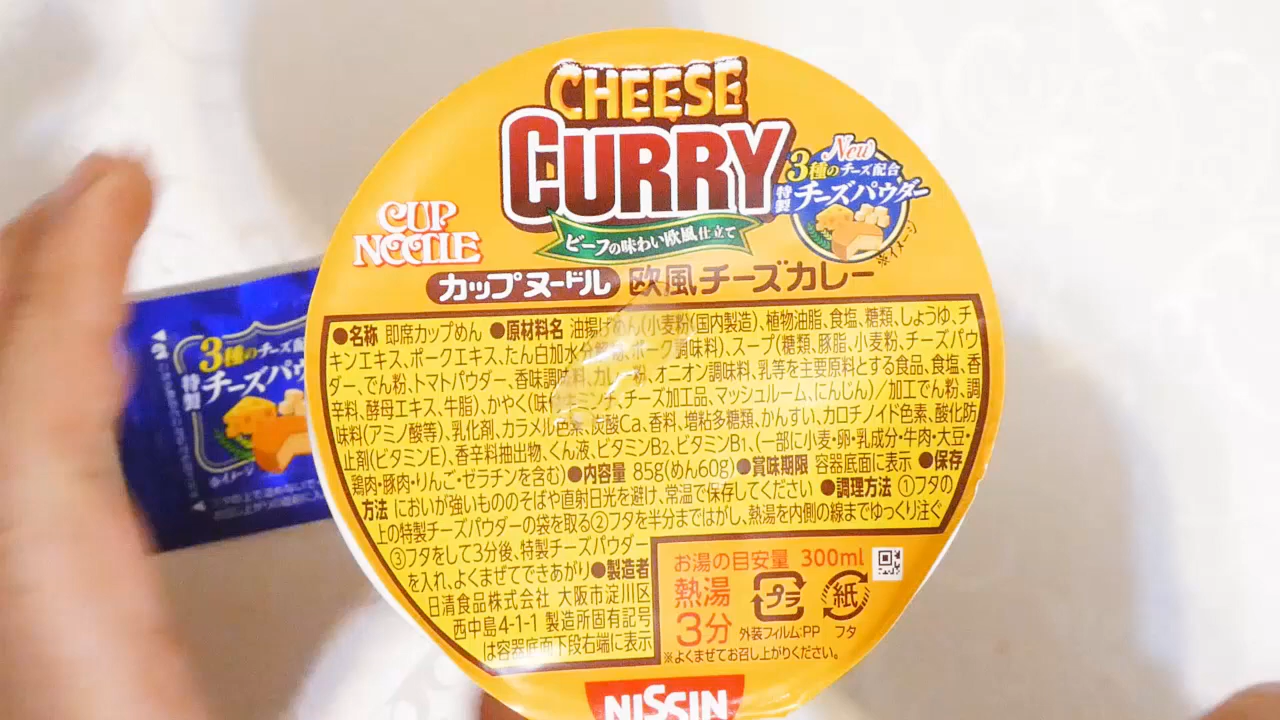 CHEESE
CURRY
New
3種のチーズ配合
特製チーズパウダー
※イメージ
CUP
NOODLE
ビーフの味わい欧風仕立て
カップヌードル 欧風チーズカレー
●名称 即席カップめん ●原材料名 油揚げめん(小麦粉(国内製造)、植物油脂、食塩、糖類、しょうゆ、チ
キンエキス、ポークエキス、たん白加水分解物、ポーク調味料)、スープ(糖類、豚脂、小麦粉、チーズパウ
ダー、でん粉、トマトパウダー、香味調味料、カレー粉、オニオン調味料、乳等を主要原料とする食品、食塩、香
辛料、酵母エキス、牛脂)、かやく(味付豚ミンチ、チーズ加工品、マッシュルーム、にんじん)/加工でん粉、調
味料(アミノ酸等)、乳化剤、カラメル色素、炭酸Ca、香料、増粘多糖類、かんすい、カロチノイド色素、酸化防
止剤(ビタミンE)、香辛料抽出物、くん液、ビタミンB2、ビタミンB1、(一部に小麦・卵・乳成分・牛肉・大豆・
鶏肉・豚肉・りんご・ゼラチンを含む) ●内容量 85g(めん60g) ●賞味期限 容器底面に表示 ●保存
方法 においが強いもののそばや直射日光を避け、常温で保存してください ●調理方法 ①フタの
上の特製チーズパウダーの袋を取る②フタを半分まではがし、熱湯を内側の線までゆっくり注ぐ
③フタをして3分後、特製チーズパウダー
を入れ、よくまぜてできあがり●製造者
日清食品株式会社 大阪市淀川区
西中島4-1-1 製造所固有記号
は容器底面下段右端に表示
お湯の目安量 300ml
熱湯
3分
プラ
紙
外装フィルム:PP フタ
※よくまぜてお召し上がりください。
NISSIN
3種のチーズ配
特製チーズパウ
※イメージ